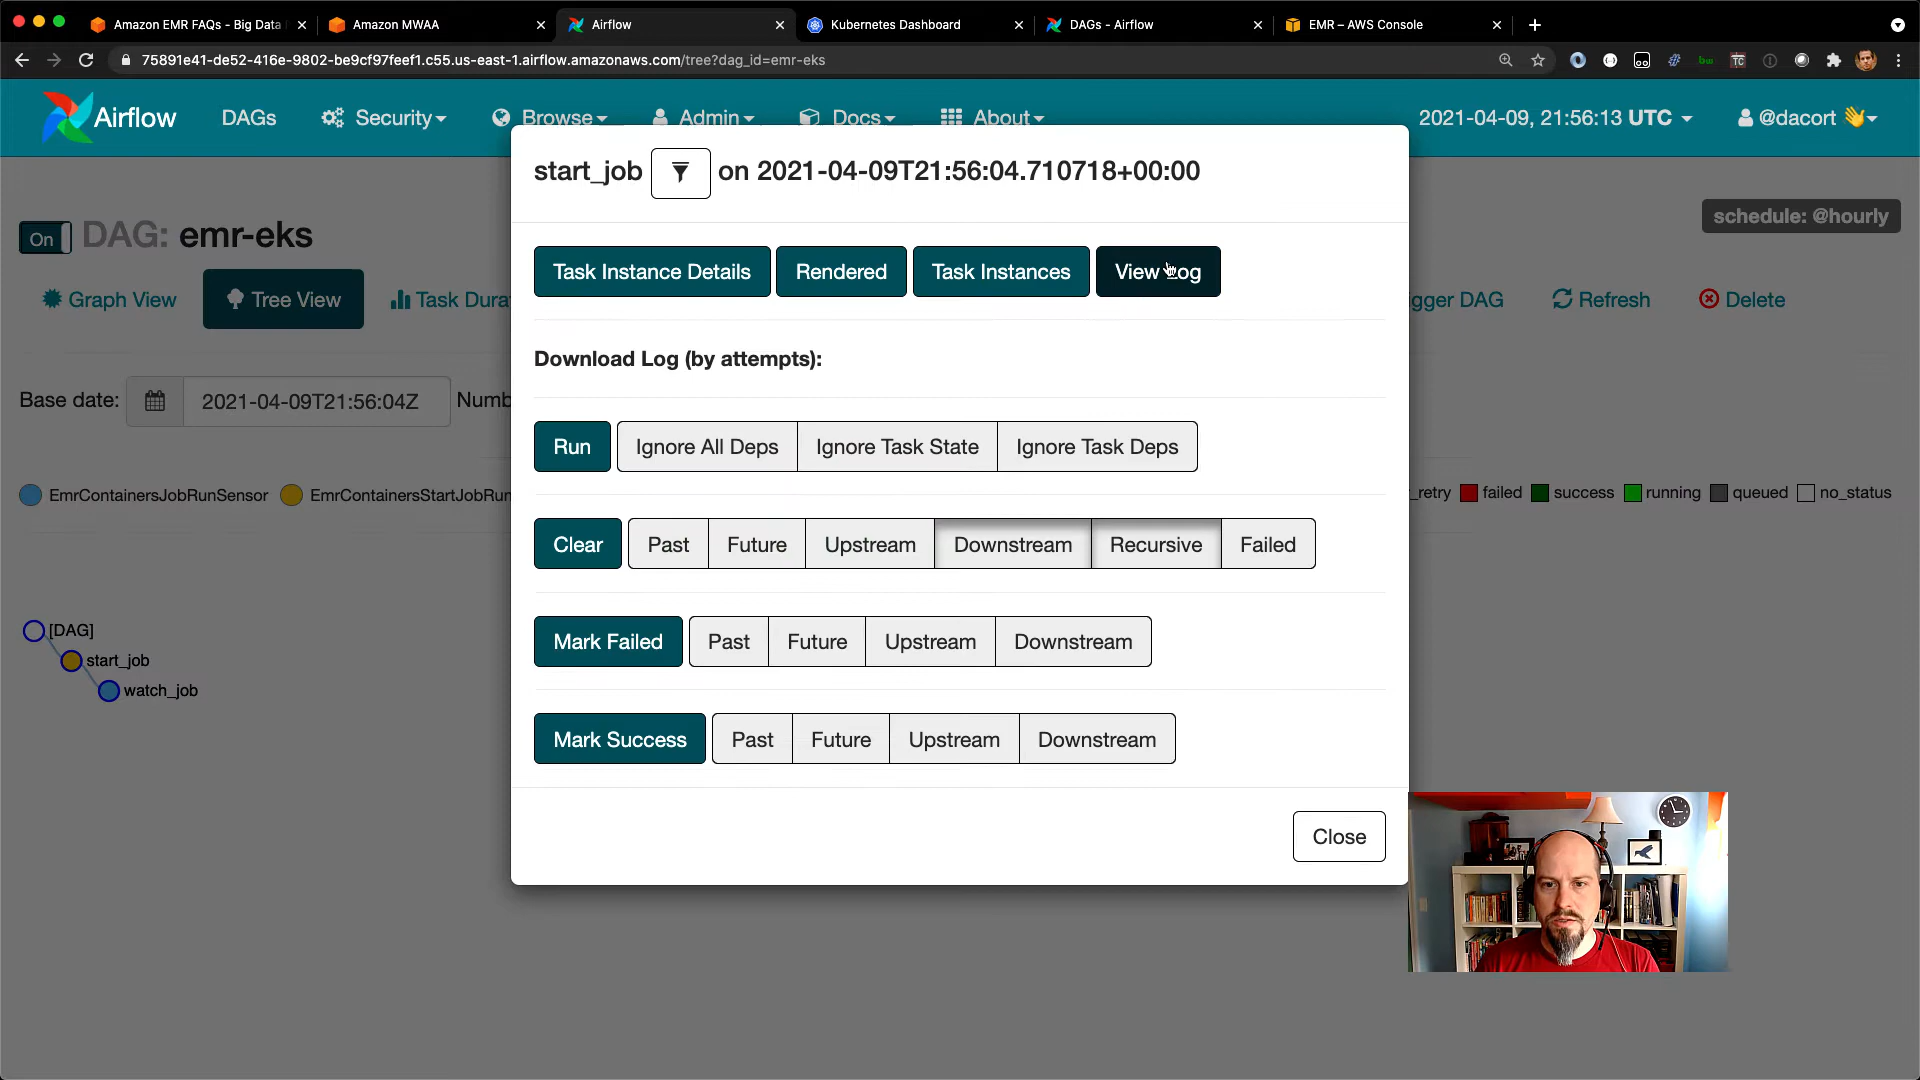 Amazon EMR FAQs - Big Data
Amazon MWAA
Airflow
Kubernetes Dashboard
DAGs - Airflow
EMR – AWS Console
75891e41-de52-416e-9802-be9cf97feef1.c55.us-east-1.airflow.amazonaws.com/tree?dag_id=emr-eks
Airflow
DAGs
Security
Browse
Admin
Docs
About
2021-04-09, 21:56:13 UTC
@dacort 👋
start_job on 2021-04-09T21:56:04.710718+00:00
On DAG: emr-eks
schedule: @hourly
Task Instance Details
Rendered
Task Instances
View Log
Graph View
Tree View
Task Dura
gger DAG
Refresh
Delete
Download Log (by attempts):
Base date:
2021-04-09T21:56:04Z
Numb
Run
Ignore All Deps
Ignore Task State
Ignore Task Deps
EmrContainersJobRunSensor
EmrContainersStartJobRun
_retry
failed
success
running
queued
no_status
Clear
Past
Future
Upstream
Downstream
Recursive
Failed
[DAG]
start_job
watch_job
Mark Failed
Past
Future
Upstream
Downstream
Mark Success
Past
Future
Upstream
Downstream
Close